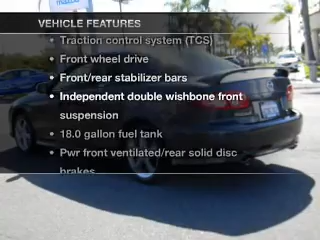 VEHICLE FEATURES
• Traction control system (TCS)
• Front wheel drive
• Front/rear stabilizer bars
• Independent double wishbone front
suspension
• 18.0 gallon fuel tank
• Pwr front ventilated/rear solid disc
brakes